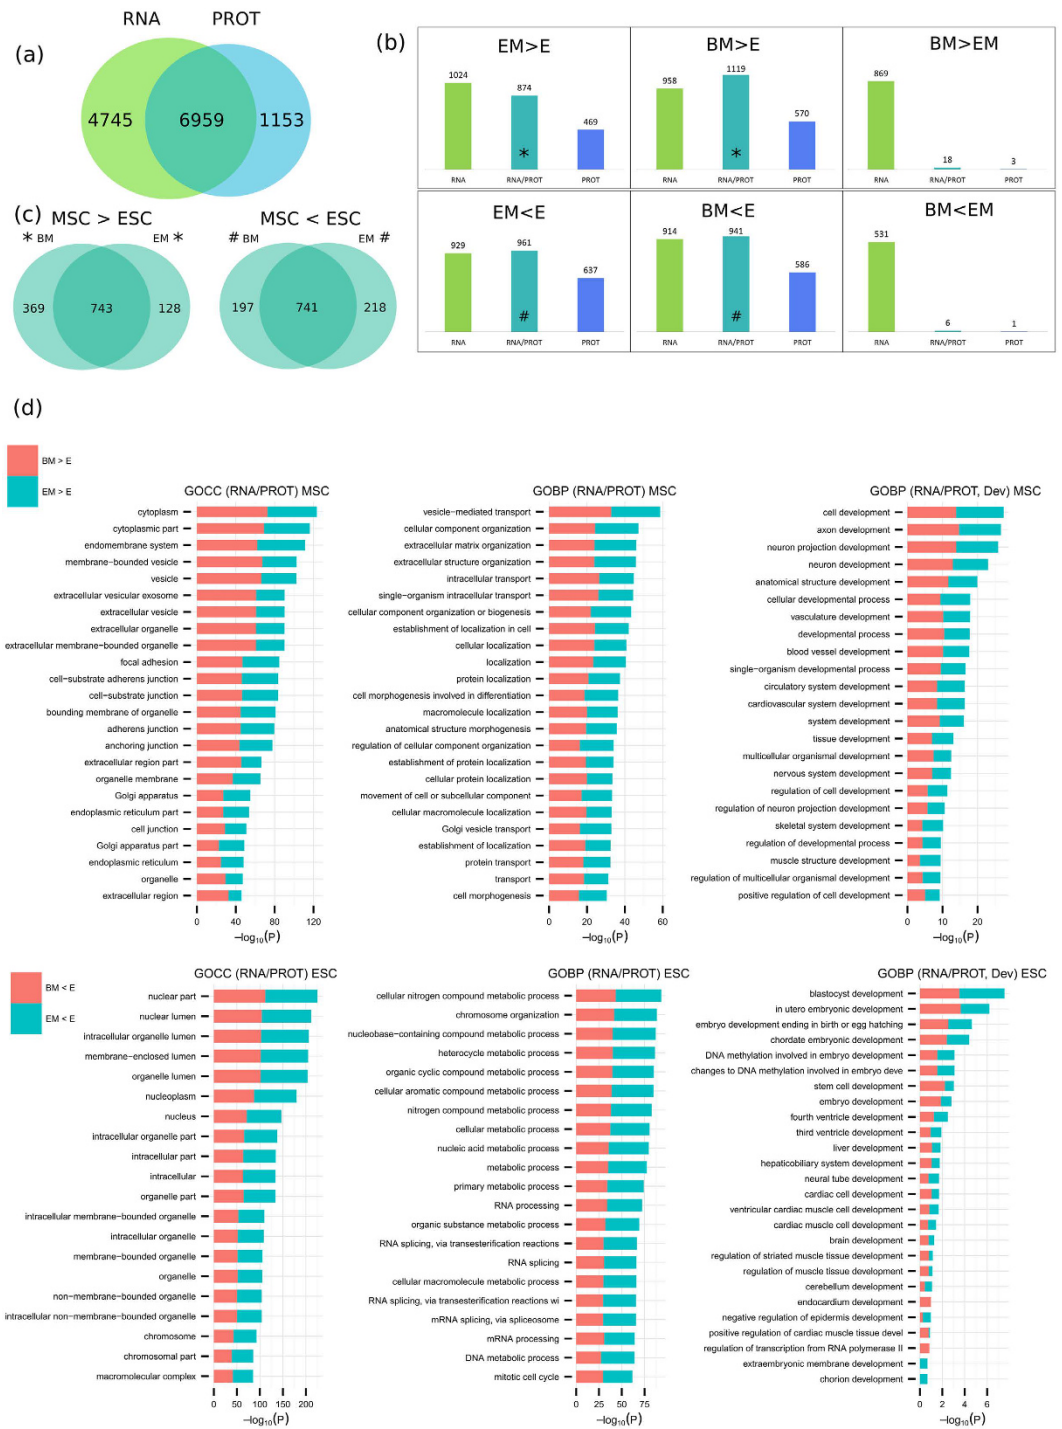 RNA PROT
(a)
4745 6959 1153
(b)
EM>E
1024
874
469
*
RNA RNA/PROT PROT
BM>E
958
1119
570
*
RNA RNA/PROT PROT
BM>EM
869
18
3
RNA RNA/PROT PROT
EM<E
929
961
637
#
RNA RNA/PROT PROT
BM<E
914
941
586
#
RNA RNA/PROT PROT
BM<EM
531
6
1
RNA RNA/PROT PROT
(c)
MSC > ESC
* BM EM *
369 743 128
MSC < ESC
# BM EM #
197 741 218
(d)
BM > E
EM > E
GOCC (RNA/PROT) MSC
cytoplasm
cytoplasmic part
endomembrane system
membrane-bounded vesicle
vesicle
extracellular vesicular exosome
extracellular vesicle
extracellular organelle
extracellular membrane-bounded organelle
focal adhesion
cell-substrate adherens junction
cell-substrate junction
bounding membrane of organelle
adherens junction
anchoring junction
extracellular region part
organelle membrane
Golgi apparatus
endoplasmic reticulum part
cell junction
Golgi apparatus part
endoplasmic reticulum
organelle
extracellular region
0 40 80 120
−log10(P)
GOBP (RNA/PROT) MSC
vesicle-mediated transport
cellular component organization
extracellular matrix organization
extracellular structure organization
intracellular transport
single-organism intracellular transport
cellular component organization or biogenesis
establishment of localization in cell
cellular localization
localization
protein localization
cell morphogenesis involved in differentiation
macromolecule localization
anatomical structure morphogenesis
regulation of cellular component organization
establishment of protein localization
cellular protein localization
movement of cell or subcellular component
cellular macromolecule localization
Golgi vesicle transport
establishment of localization
protein transport
transport
cell morphogenesis
0 20 40 60
−log10(P)
GOBP (RNA/PROT, Dev) MSC
cell development
axon development
neuron projection development
neuron development
anatomical structure development
cellular developmental process
vasculature development
developmental process
blood vessel development
single-organism developmental process
circulatory system development
cardiovascular system development
system development
tissue development
multicellular organismal development
nervous system development
regulation of cell development
regulation of neuron projection development
skeletal system development
regulation of developmental process
muscle structure development
regulation of multicellular organismal development
positive regulation of cell development
0 10 20
−log10(P)
BM < E
EM < E
GOCC (RNA/PROT) ESC
nuclear part
nuclear lumen
intracellular organelle lumen
membrane-enclosed lumen
organelle lumen
nucleoplasm
nucleus
intracellular organelle part
intracellular part
intracellular
organelle part
intracellular membrane-bounded organelle
intracellular organelle
membrane-bounded organelle
organelle
non-membrane-bounded organelle
intracellular non-membrane-bounded organelle
chromosome
chromosomal part
macromolecular complex
0 50 100 150 200
−log10(P)
GOBP (RNA/PROT) ESC
cellular nitrogen compound metabolic process
chromosome organization
nucleobase-containing compound metabolic process
heterocycle metabolic process
organic cyclic compound metabolic process
cellular aromatic compound metabolic process
nitrogen compound metabolic process
cellular metabolic process
nucleic acid metabolic process
metabolic process
primary metabolic process
RNA processing
organic substance metabolic process
RNA splicing, via transesterification reactions
RNA splicing
cellular macromolecule metabolic process
RNA splicing, via transesterification reactions wi
mRNA splicing, via spliceosome
mRNA processing
DNA metabolic process
mitotic cell cycle
0 25 50 75
−log10(P)
GOBP (RNA/PROT, Dev) ESC
blastocyst development
in utero embryonic development
embryo development ending in birth or egg hatching
chordate embryonic development
DNA methylation involved in embryo development
changes to DNA methylation involved in embryo deve
stem cell development
embryo development
fourth ventricle development
third ventricle development
liver development
hepaticobiliary system development
neural tube development
cardiac cell development
ventricular cardiac muscle cell development
cardiac muscle cell development
brain development
regulation of striated muscle tissue development
regulation of muscle tissue development
cerebellum development
endocardium development
negative regulation of epidermis development
positive regulation of cardiac muscle tissue devel
regulation of transcription from RNA polymerase II
extraembryonic membrane development
chorion development
0 2 4 6
−log10(P)